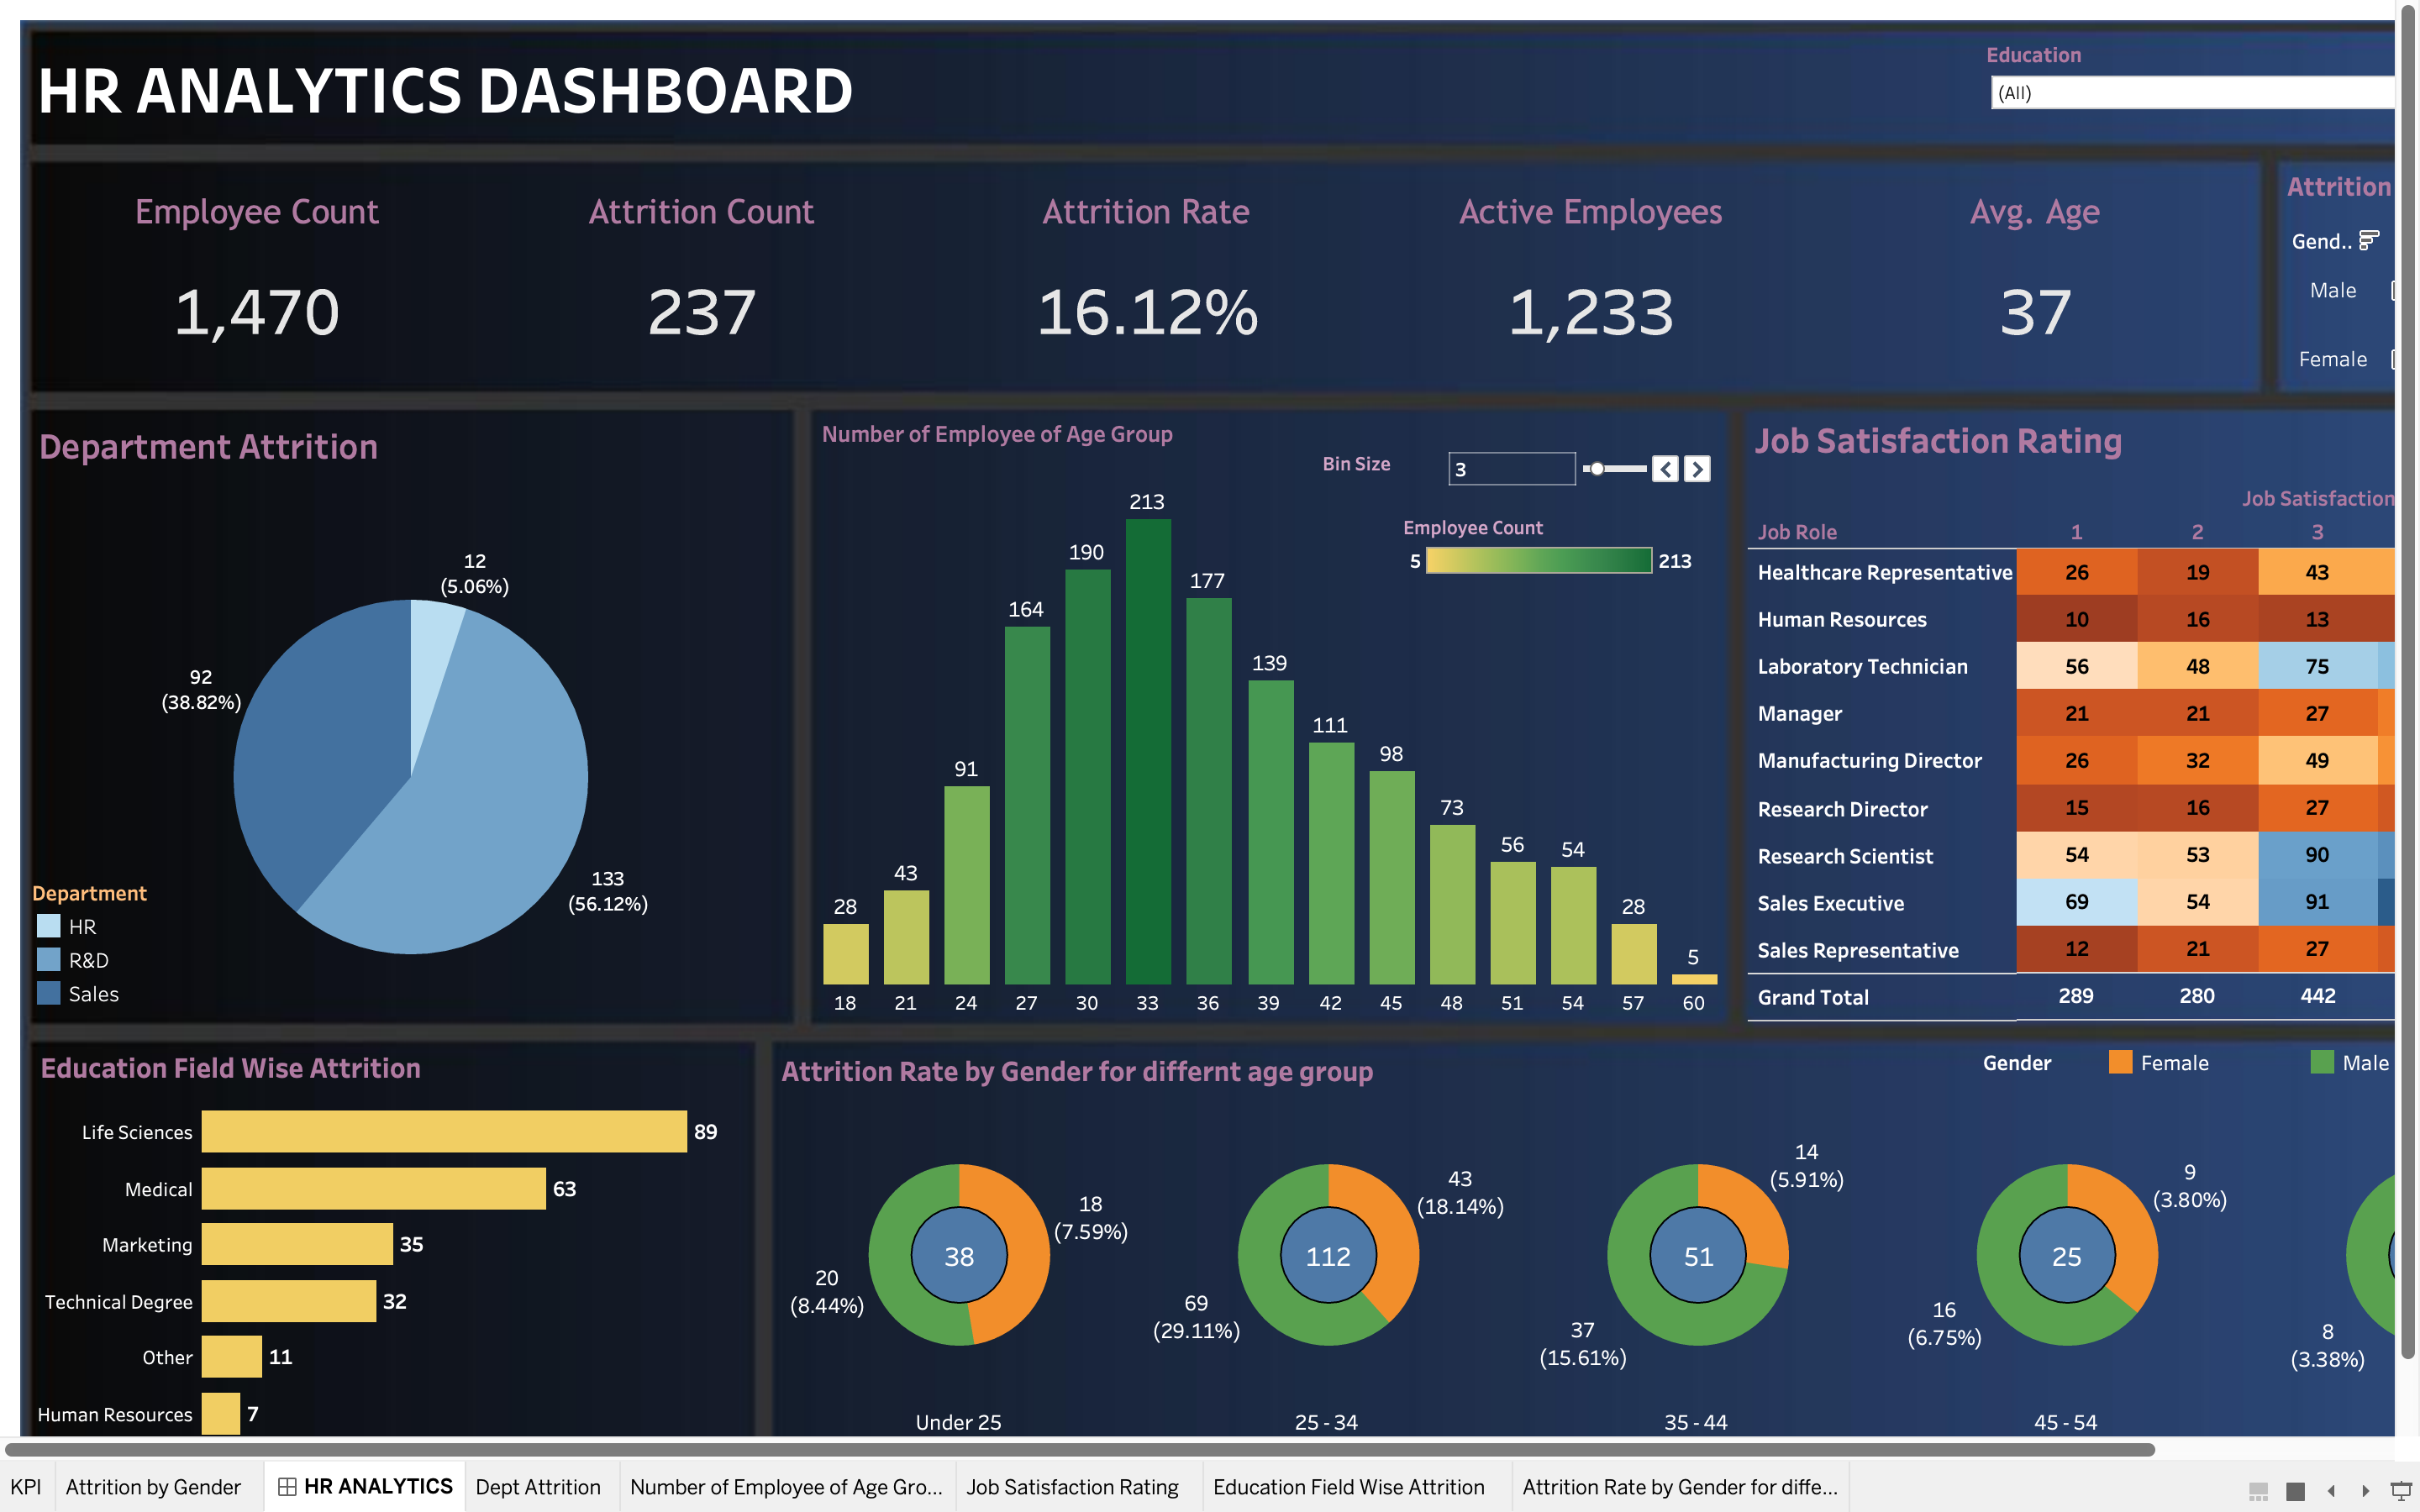 HR ANALYTICS DASHBOARD
Education
(All)
Employee Count
Attrition Count
Attrition Rate
Active Employees
Avg. Age
1,470
237
16.12%
1,233
37
Attrition
Gend..
Male
Female
Department Attrition
12
(5.06%)
92
(38.82%)
133
(56.12%)
Department
HR
R&D
Sales
Number of Employee of Age Group
Bin Size
3
Employee Count
5
213
28
43
91
164
190
213
177
139
111
98
73
56
54
28
5
18 21 24 27 30 33 36 39 42 45 48 51 54 57 60
Job Satisfaction Rating
Job Satisfaction
Job Role 1 2 3
Healthcare Representative 26 19 43
Human Resources 10 16 13
Laboratory Technician 56 48 75
Manager 21 21 27
Manufacturing Director 26 32 49
Research Director 15 16 27
Research Scientist 54 53 90
Sales Executive 69 54 91
Sales Representative 12 21 27
Grand Total 289 280 442
Education Field Wise Attrition
Life Sciences 89
Medical 63
Marketing 35
Technical Degree 32
Other 11
Human Resources 7
Attrition Rate by Gender for differnt age group
Gender
Female
Male
18
(7.59%)
38
20
(8.44%)
Under 25
43
(18.14%)
112
69
(29.11%)
25 - 34
14
(5.91%)
51
37
(15.61%)
35 - 44
9
(3.80%)
25
16
(6.75%)
45 - 54
8
(3.38%)
KPI
Attrition by Gender
HR ANALYTICS
Dept Attrition
Number of Employee of Age Gro...
Job Satisfaction Rating
Education Field Wise Attrition
Attrition Rate by Gender for diffe...